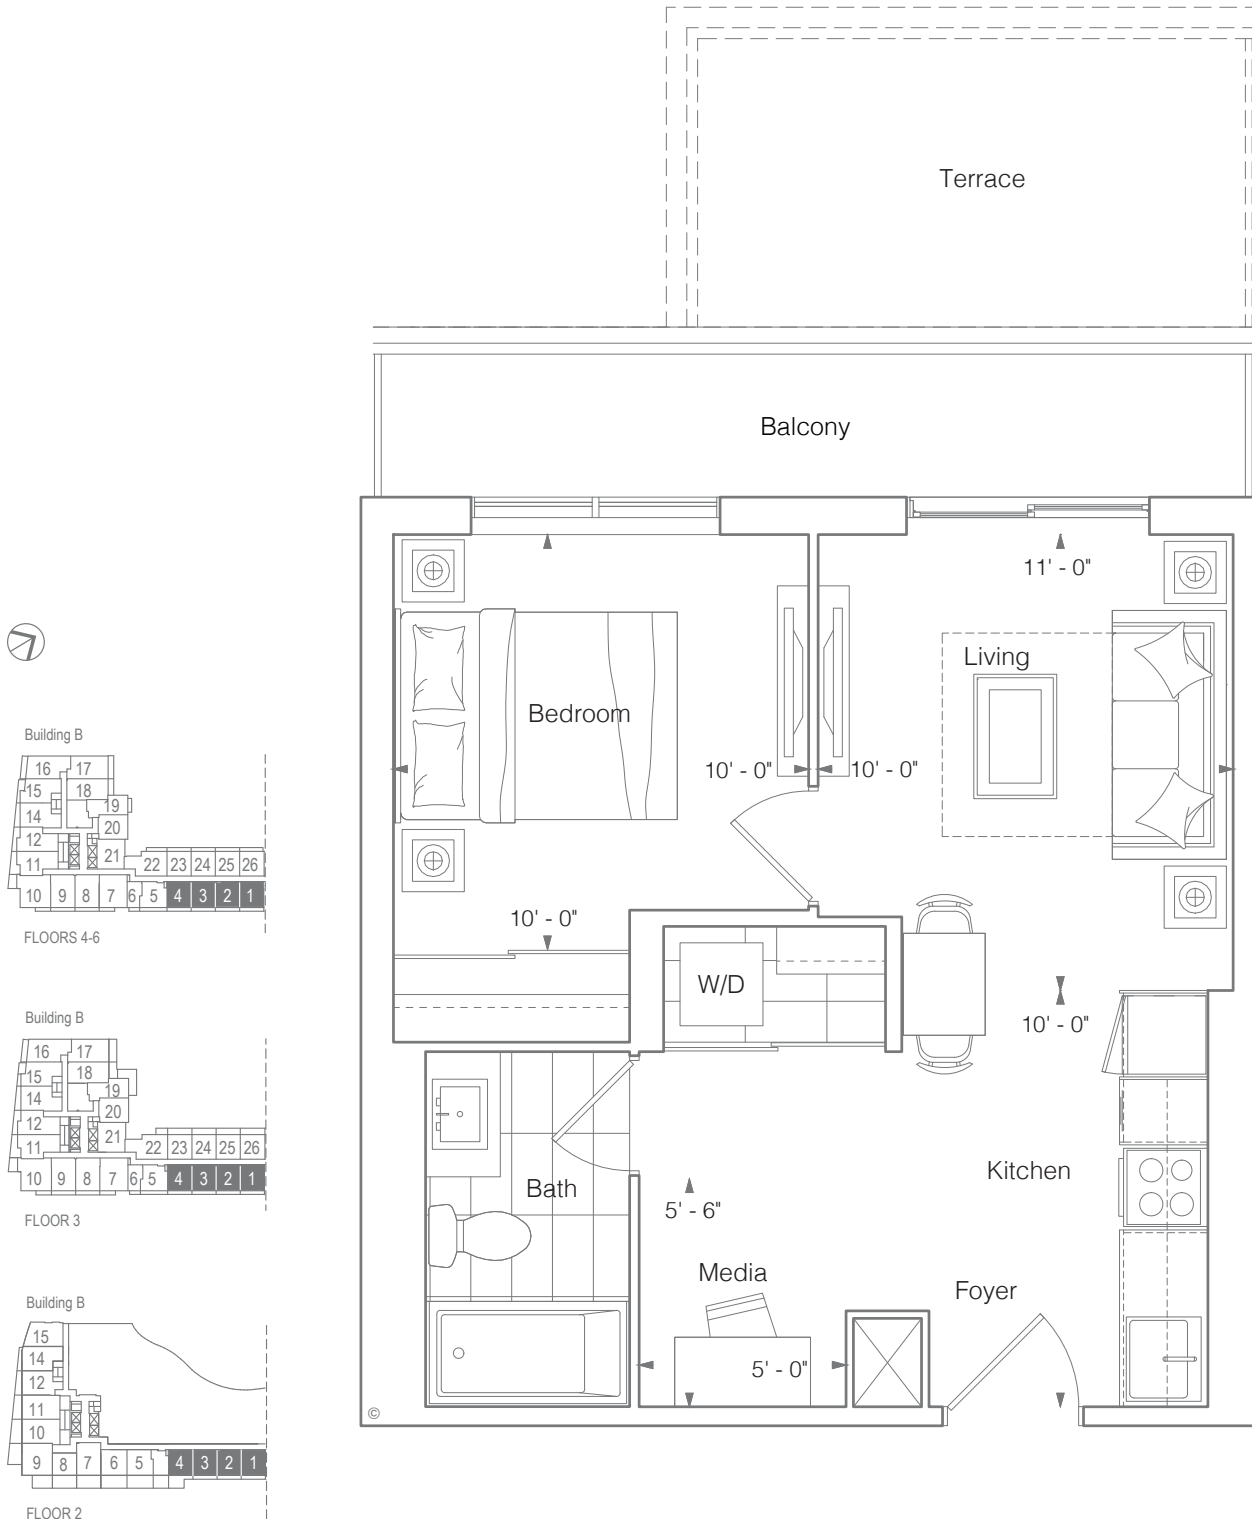 Terrace
Balcony
11' - 0"
Living
Bedroom
10' - 0"
10' - 0"
10' - 0"
W/D
10' - 0"
Kitchen
Bath
5' - 6"
Media
Foyer
5' - 0"
©
Building B
16 17
15 18
14 19
12 20
11 21 22 23 24 25 26
10 9 8 7 6 5 4 3 2 1
FLOORS 4-6
Building B
16 17
15 18
14 19
12 20
11 21 22 23 24 25 26
10 9 8 7 6 5 4 3 2 1
FLOOR 3
Building B
15
14
12
11
10
9 8 7 6 5 4 3 2 1
FLOOR 2